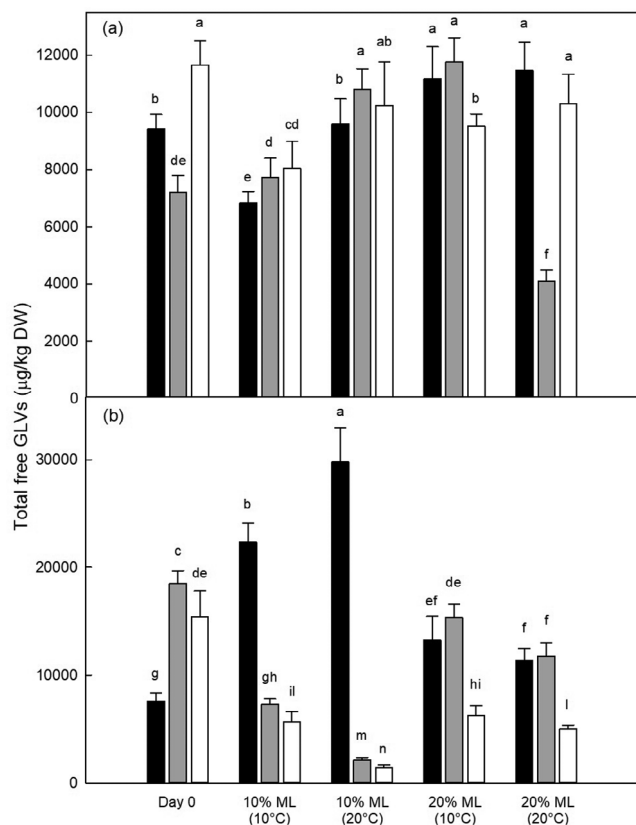 (a)
12000
10000
8000
6000
4000
2000
0
b
de
a
e
d
cd
b
a
ab
a
a
b
a
f
a
Total free GLVs (µg/kg DW)
(b)
30000
20000
10000
0
g
c
de
b
gh
il
a
m
n
ef
de
hi
f
f
l
Day 0 10% ML 10% ML 20% ML 20% ML
(10°C) (20°C) (10°C) (20°C)